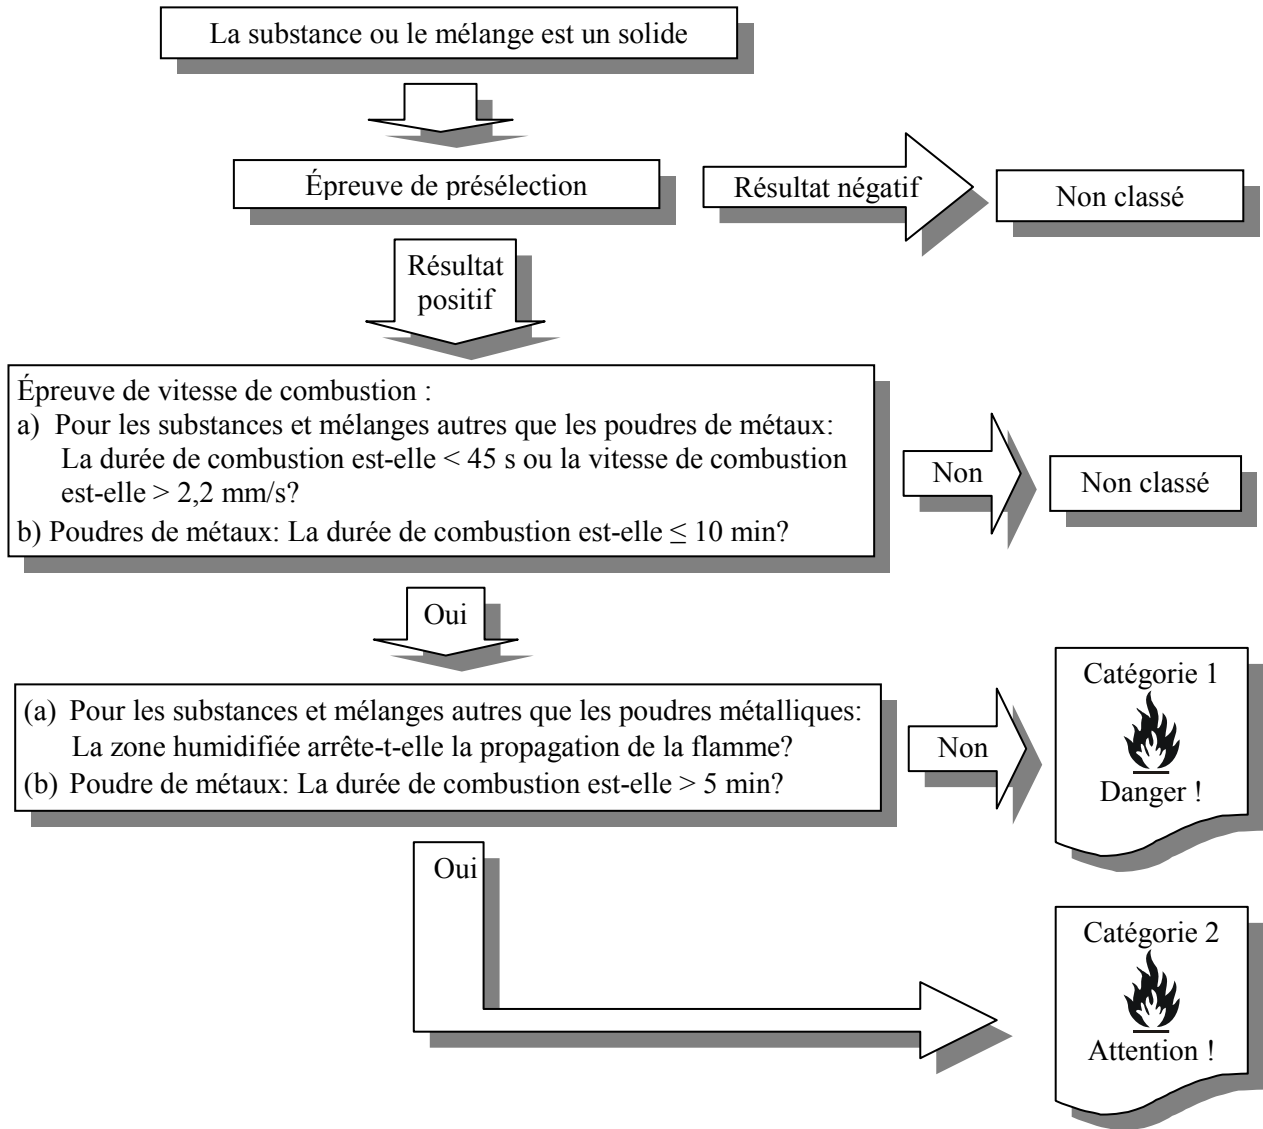 La substance ou le mélange est un solide
Épreuve de présélection
Résultat négatif
Non classé
Résultat
positif
Épreuve de vitesse de combustion :
a) Pour les substances et mélanges autres que les poudres de métaux:
La durée de combustion est-elle < 45 s ou la vitesse de combustion
est-elle > 2,2 mm/s?
b) Poudres de métaux: La durée de combustion est-elle ≤ 10 min?
Non
Non classé
Oui
(a) Pour les substances et mélanges autres que les poudres métalliques:
La zone humidifiée arrête-t-elle la propagation de la flamme?
(b) Poudre de métaux: La durée de combustion est-elle > 5 min?
Non
Catégorie 1
Danger !
Oui
Catégorie 2
Attention !